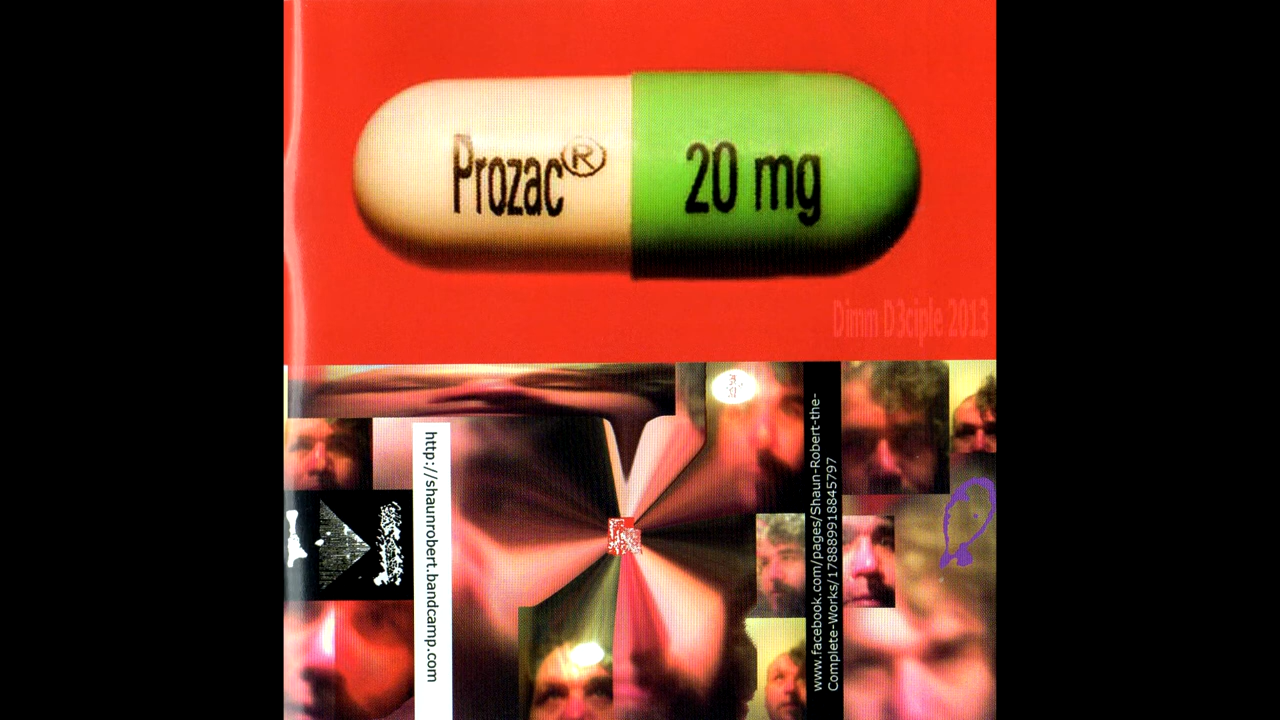 Prozac®
20 mg
Dimm D3ciple 2013
http://shaunrobert.bandcamp.com
www.facebook.com/pages/Shaun-Robert-the-
Complete-Works/178889918845797